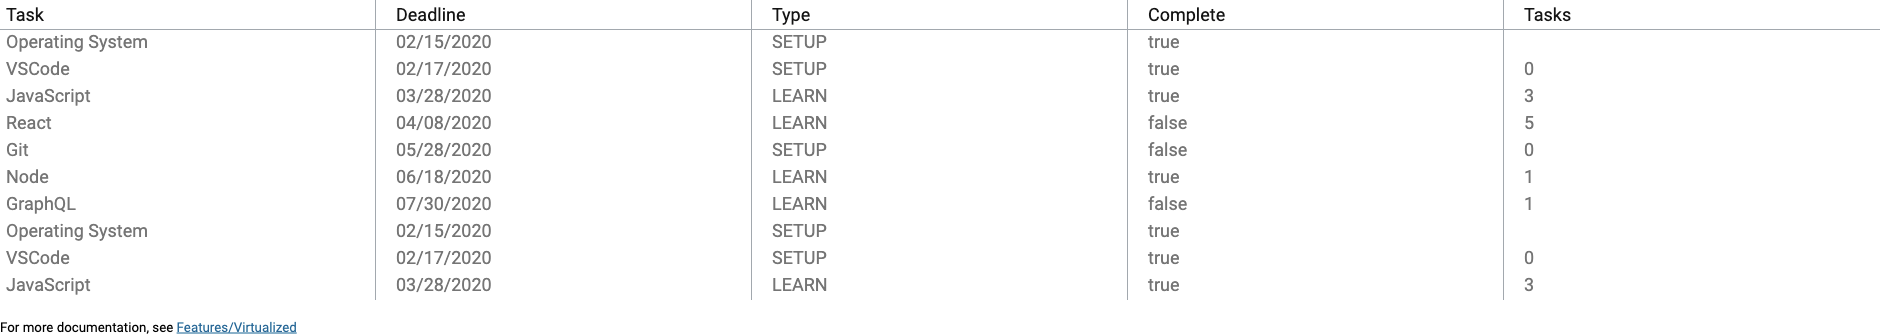 Task Deadline Type Complete Tasks
Operating System 02/15/2020 SETUP true
VSCode 02/17/2020 SETUP true 0
JavaScript 03/28/2020 LEARN true 3
React 04/08/2020 LEARN false 5
Git 05/28/2020 SETUP false 0
Node 06/18/2020 LEARN true 1
GraphQL 07/30/2020 LEARN false 1
Operating System 02/15/2020 SETUP true
VSCode 02/17/2020 SETUP true 0
JavaScript 03/28/2020 LEARN true 3
For more documentation, see Features/Virtualized